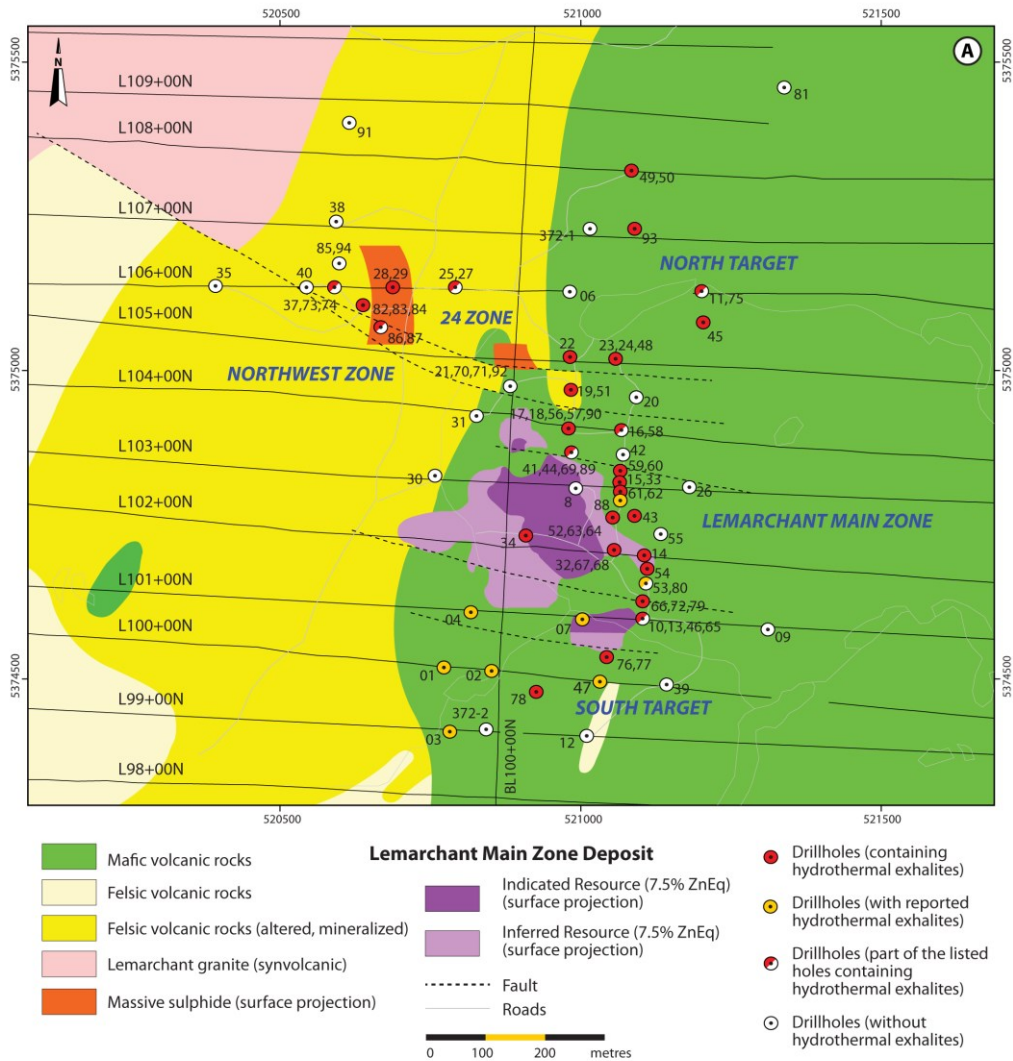 520500
521000
521500
5375500
5375500
A
N
L109+00N
81
L108+00N
91
49,50
L107+00N
38
372-1
93
85,94
NORTH TARGET
L106+00N
35
40
28,29
25,27
06
11,75
37,73,74
82,83,84
L105+00N
24 ZONE
86,87
45
22
23,24,48
5375000
5375000
NORTHWEST ZONE
21,70,71,92
L104+00N
19,51
20
31
17,18,56,57,90
16,58
L103+00N
42
41,44,69,89
59,60
30
15,33
8
61,62
26
L102+00N
88
43
LEMARCHANT MAIN ZONE
52,63,64
55
34
14
32,67,68
54
L101+00N
53,80
66,72,79
04
07
10,13,46,65
09
L100+00N
76,77
5374500
5374500
01
02
47
39
L99+00N
78
SOUTH TARGET
372-2
03
12
BL100+00N
L98+00N
520500
521000
521500
Mafic volcanic rocks
Felsic volcanic rocks
Felsic volcanic rocks (altered, mineralized)
Lemarchant granite (synvolcanic)
Massive sulphide (surface projection)
Lemarchant Main Zone Deposit
Indicated Resource (7.5% ZnEq)
(surface projection)
Inferred Resource (7.5% ZnEq)
(surface projection)
Fault
Roads
0 100 200 metres
Drillholes (containing
hydrothermal exhalites)
Drillholes (with reported
hydrothermal exhalites)
Drillholes (part of the listed
holes containing
hydrothermal exhalites)
Drillholes (without
hydrothermal exhalites)